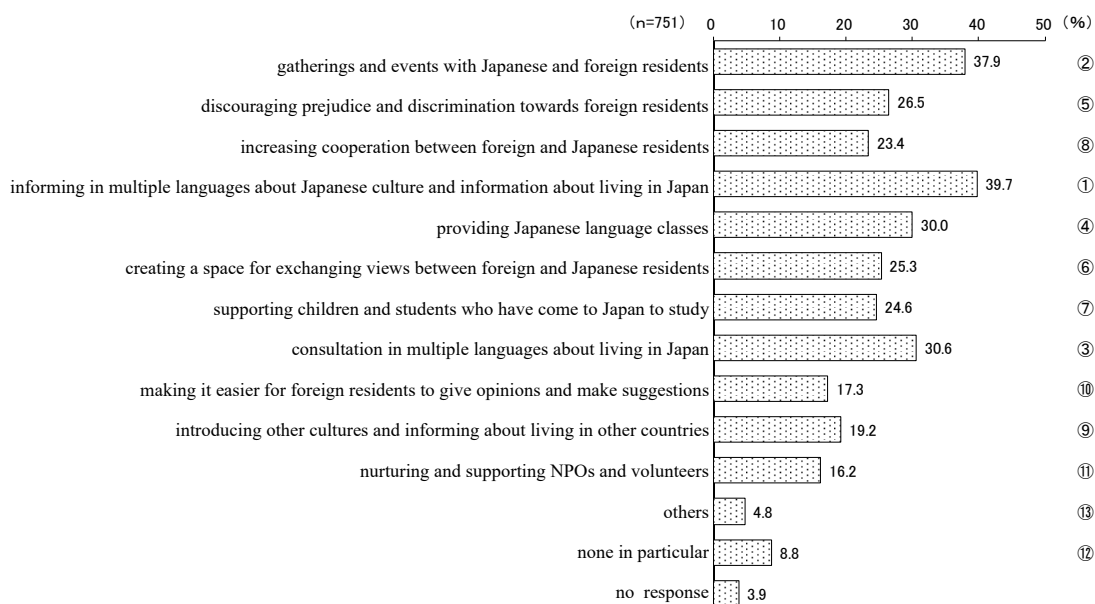 (n=751) 0 10 20 30 40 50 (%)
gatherings and events with Japanese and foreign residents 37.9 ②
discouraging prejudice and discrimination towards foreign residents 26.5 ⑤
increasing cooperation between foreign and Japanese residents 23.4 ⑧
informing in multiple languages about Japanese culture and information about living in Japan 39.7 ①
providing Japanese language classes 30.0 ④
creating a space for exchanging views between foreign and Japanese residents 25.3 ⑥
supporting children and students who have come to Japan to study 24.6 ⑦
consultation in multiple languages about living in Japan 30.6 ③
making it easier for foreign residents to give opinions and make suggestions 17.3 ⑩
introducing other cultures and informing about living in other countries 19.2 ⑨
nurturing and supporting NPOs and volunteers 16.2 ⑪
others 4.8 ⑬
none in particular 8.8 ⑫
no response 3.9